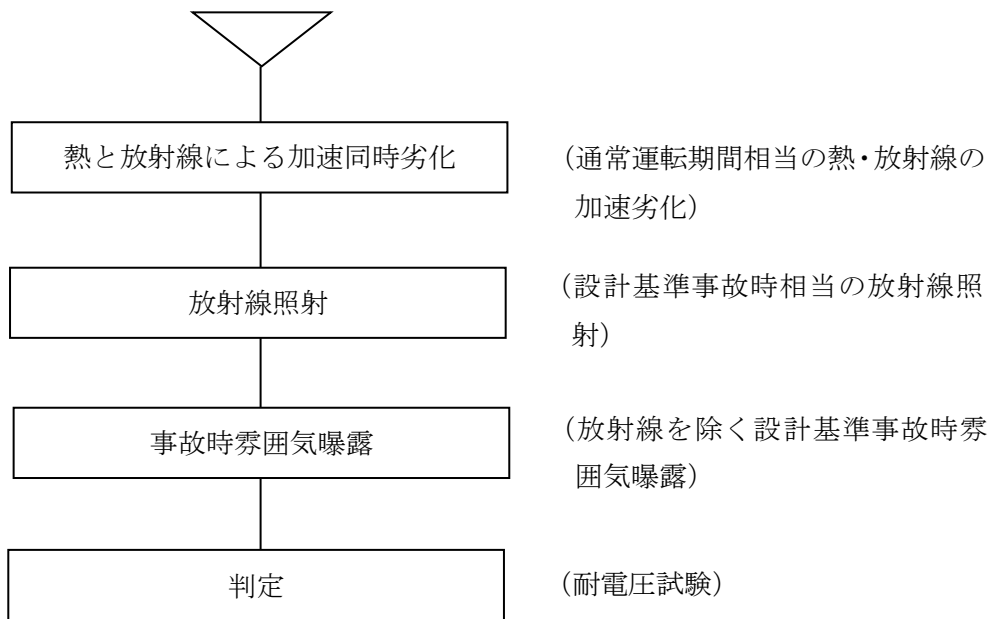 熱と放射線による加速同時劣化
(通常運転期間相当の熱・放射線の
加速劣化)
放射線照射
(設計基準事故時相当の放射線照
射)
事故時雰囲気曝露
(放射線を除く設計基準事故時雰
囲気曝露)
判定
(耐電圧試験)